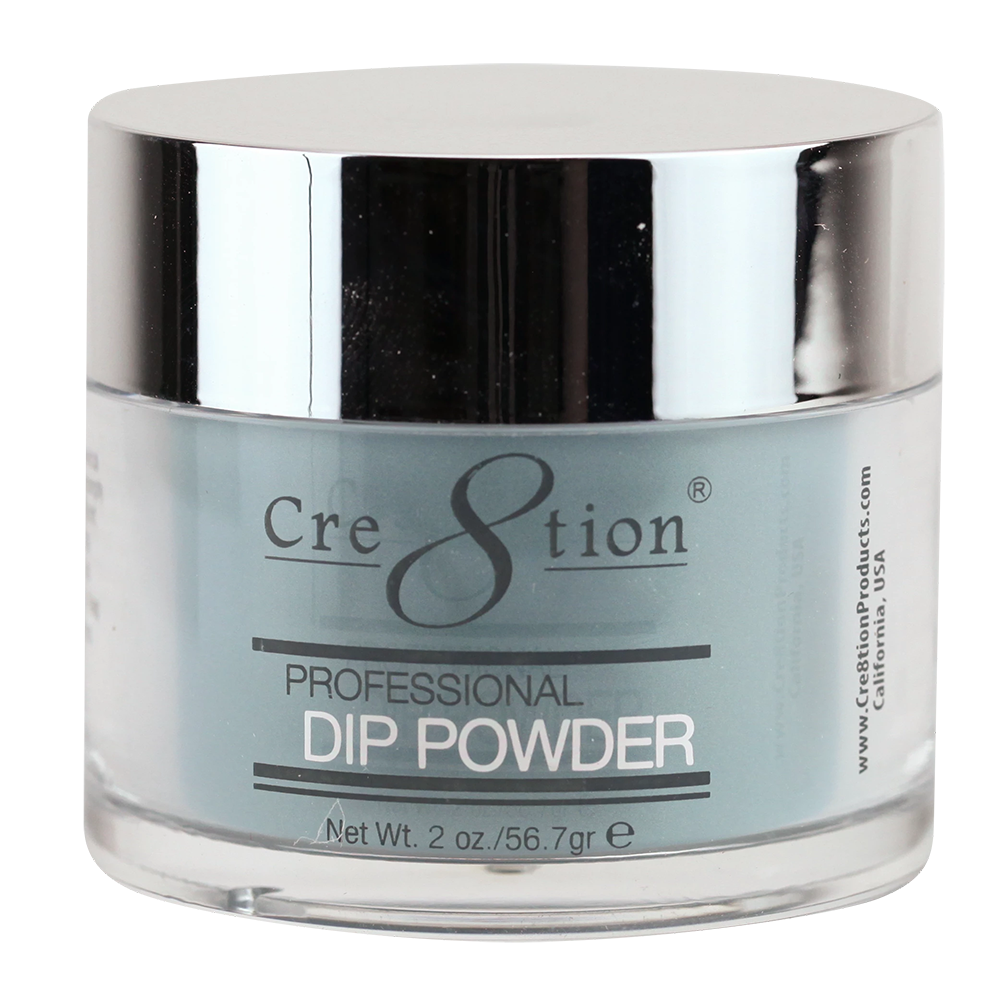 Cre8tion®
PROFESSIONAL
DIP POWDER
Net Wt. 2 oz./56.7gr ℮
www.Cre8tionProducts.com
California, USA